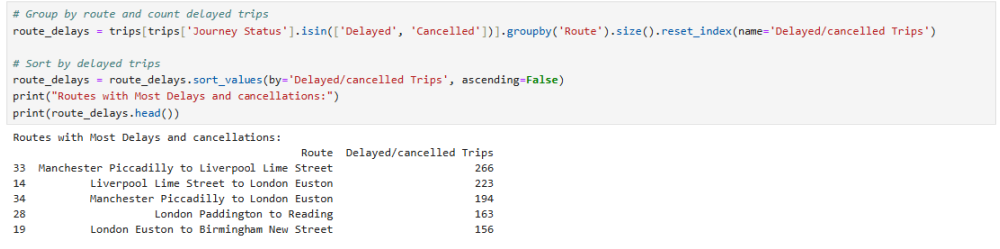 # Group by route and count delayed trips
route_delays = trips[trips['Journey Status'].isin(['Delayed', 'Cancelled'])].groupby('Route').size().reset_index(name='Delayed/cancelled Trips')
# Sort by delayed trips
route_delays = route_delays.sort_values(by='Delayed/cancelled Trips', ascending=False)
print("Routes with Most Delays and cancellations:")
print(route_delays.head())
Routes with Most Delays and cancellations:
Route Delayed/cancelled Trips
33 Manchester Piccadilly to Liverpool Lime Street 266
14 Liverpool Lime Street to London Euston 223
34 Manchester Piccadilly to London Euston 194
28 London Paddington to Reading 163
19 London Euston to Birmingham New Street 156